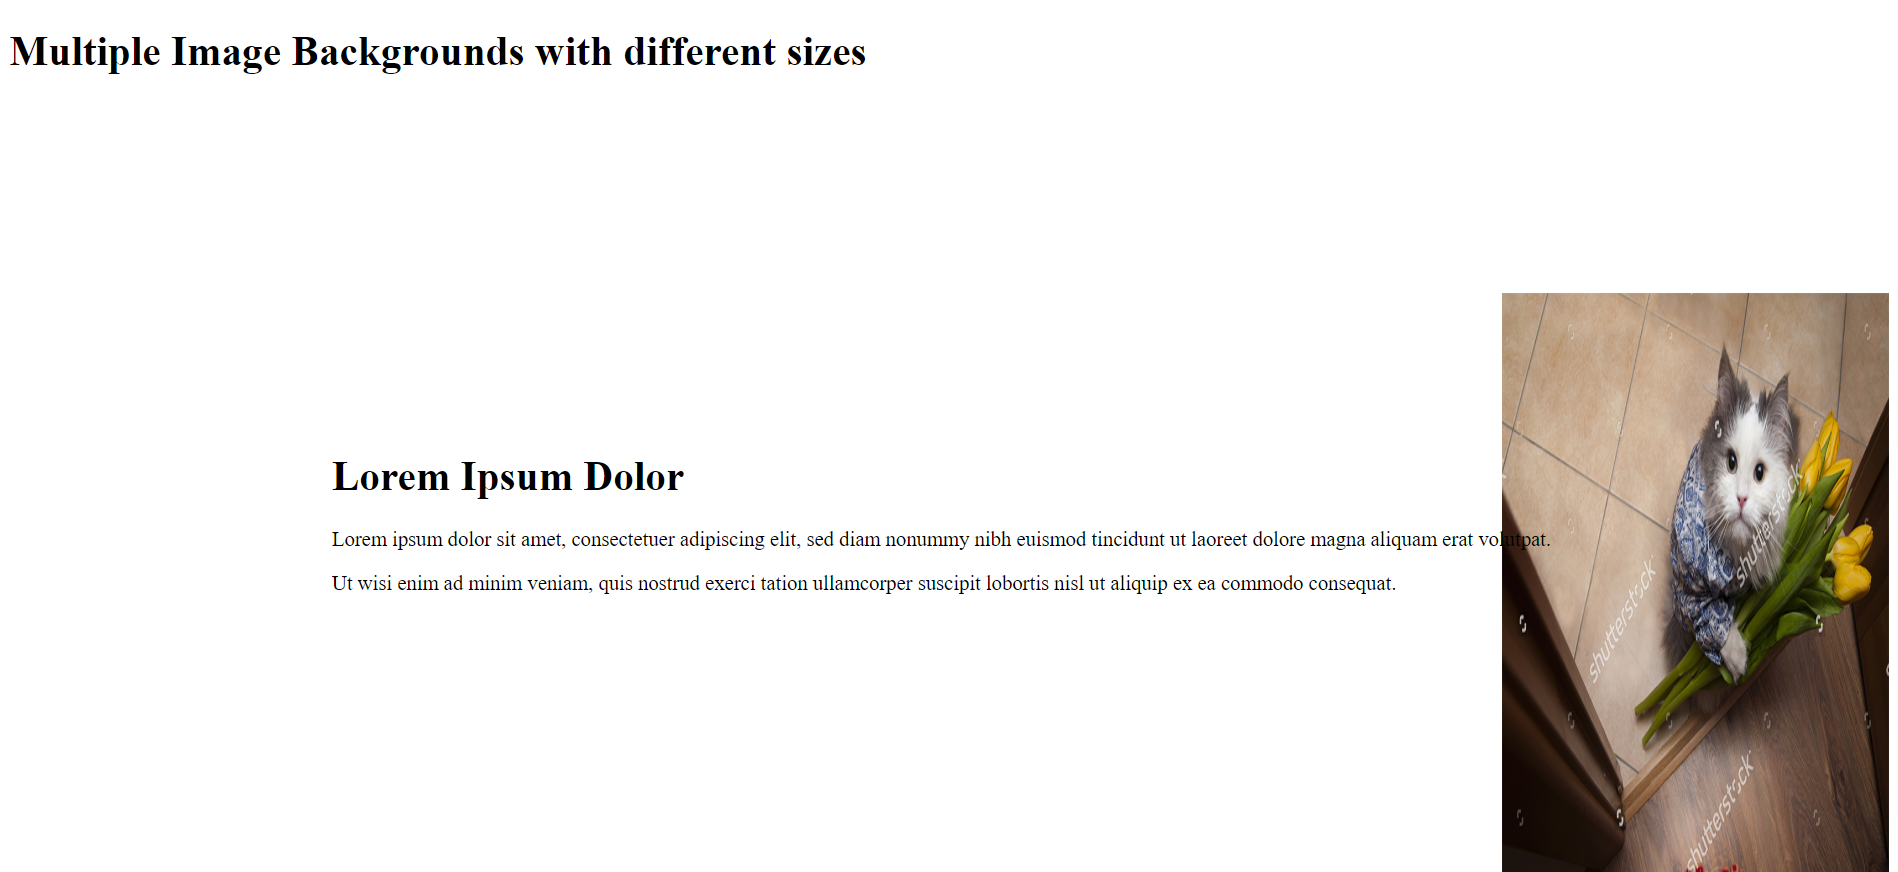 Multiple Image Backgrounds with different sizes
Lorem Ipsum Dolor
Lorem ipsum dolor sit amet, consectetuer adipiscing elit, sed diam nonummy nibh euismod tincidunt ut laoreet dolore magna aliquam erat volutpat.
Ut wisi enim ad minim veniam, quis nostrud exerci tation ullamcorper suscipit lobortis nisl ut aliquip ex ea commodo consequat.
shutterstock
shutterstock
shutterstock